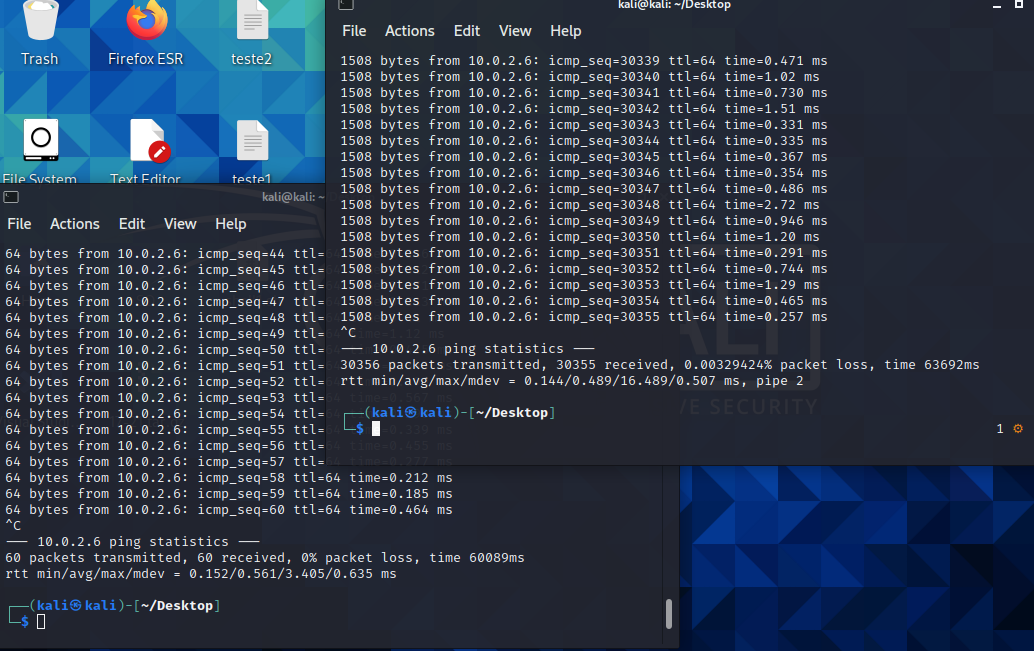 Trash
Firefox ESR
teste2
File System
Text Editor
teste1
kali@kali: ~/Desktop
File Actions Edit View Help
1508 bytes from 10.0.2.6: icmp_seq=30339 ttl=64 time=0.471 ms
1508 bytes from 10.0.2.6: icmp_seq=30340 ttl=64 time=1.02 ms
1508 bytes from 10.0.2.6: icmp_seq=30341 ttl=64 time=0.730 ms
1508 bytes from 10.0.2.6: icmp_seq=30342 ttl=64 time=1.51 ms
1508 bytes from 10.0.2.6: icmp_seq=30343 ttl=64 time=0.331 ms
1508 bytes from 10.0.2.6: icmp_seq=30344 ttl=64 time=0.335 ms
1508 bytes from 10.0.2.6: icmp_seq=30345 ttl=64 time=0.367 ms
1508 bytes from 10.0.2.6: icmp_seq=30346 ttl=64 time=0.354 ms
1508 bytes from 10.0.2.6: icmp_seq=30347 ttl=64 time=0.486 ms
1508 bytes from 10.0.2.6: icmp_seq=30348 ttl=64 time=2.72 ms
1508 bytes from 10.0.2.6: icmp_seq=30349 ttl=64 time=0.946 ms
1508 bytes from 10.0.2.6: icmp_seq=30350 ttl=64 time=1.20 ms
1508 bytes from 10.0.2.6: icmp_seq=30351 ttl=64 time=0.291 ms
1508 bytes from 10.0.2.6: icmp_seq=30352 ttl=64 time=0.744 ms
1508 bytes from 10.0.2.6: icmp_seq=30353 ttl=64 time=1.29 ms
1508 bytes from 10.0.2.6: icmp_seq=30354 ttl=64 time=0.465 ms
1508 bytes from 10.0.2.6: icmp_seq=30355 ttl=64 time=0.257 ms
^C
--- 10.0.2.6 ping statistics ---
30356 packets transmitted, 30355 received, 0.00329424% packet loss, time 63692ms
rtt min/avg/max/mdev = 0.144/0.489/16.489/0.507 ms, pipe 2
┌──(kali㉿kali)-[~/Desktop]
└─$
1 ⚙
kali@kali: ~
File Actions Edit View Help
64 bytes from 10.0.2.6: icmp_seq=44 ttl=
64 bytes from 10.0.2.6: icmp_seq=45 ttl=
64 bytes from 10.0.2.6: icmp_seq=46 ttl=
64 bytes from 10.0.2.6: icmp_seq=47 ttl=
64 bytes from 10.0.2.6: icmp_seq=48 ttl=
64 bytes from 10.0.2.6: icmp_seq=49 ttl=
64 bytes from 10.0.2.6: icmp_seq=50 ttl=
64 bytes from 10.0.2.6: icmp_seq=51 ttl=
64 bytes from 10.0.2.6: icmp_seq=52 ttl=
64 bytes from 10.0.2.6: icmp_seq=53 ttl=
64 bytes from 10.0.2.6: icmp_seq=54 ttl=
64 bytes from 10.0.2.6: icmp_seq=55 ttl=
64 bytes from 10.0.2.6: icmp_seq=56 ttl=
64 bytes from 10.0.2.6: icmp_seq=57 ttl=
64 bytes from 10.0.2.6: icmp_seq=58 ttl=64 time=0.212 ms
64 bytes from 10.0.2.6: icmp_seq=59 ttl=64 time=0.185 ms
64 bytes from 10.0.2.6: icmp_seq=60 ttl=64 time=0.464 ms
^C
--- 10.0.2.6 ping statistics ---
60 packets transmitted, 60 received, 0% packet loss, time 60089ms
rtt min/avg/max/mdev = 0.152/0.561/3.405/0.635 ms
┌──(kali㉿kali)-[~/Desktop]
└─$